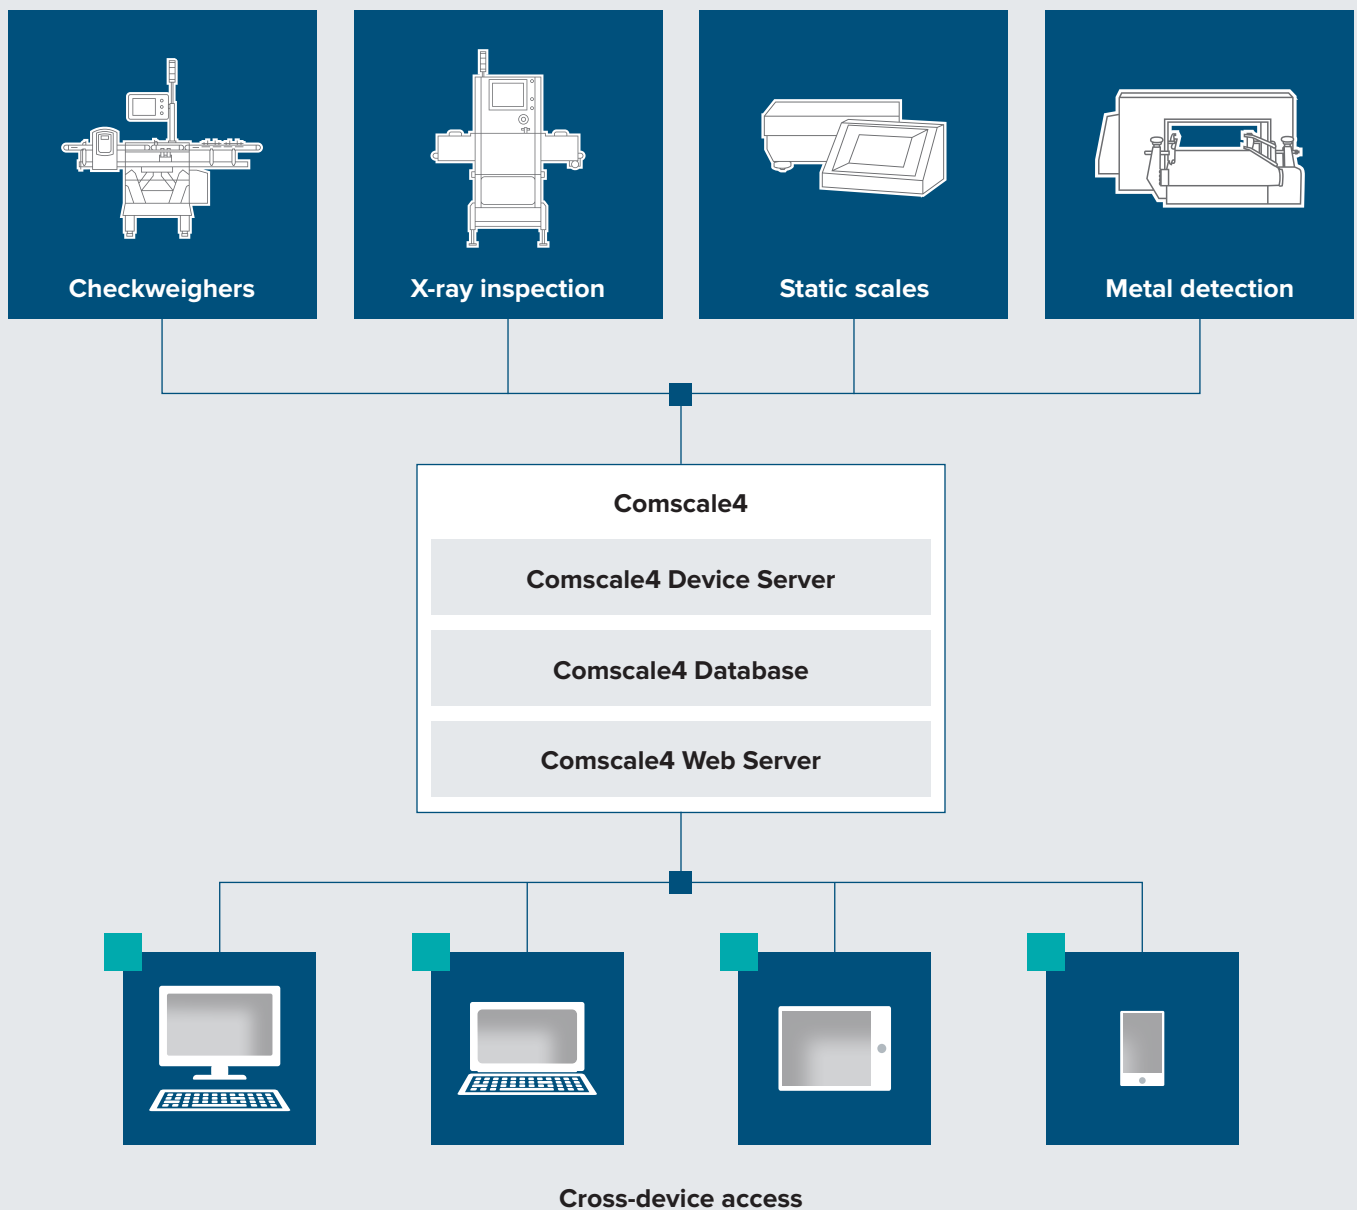 Checkweighers
X-ray inspection
Static scales
Metal detection
Comscale4
Comscale4 Device Server
Comscale4 Database
Comscale4 Web Server
Cross-device access